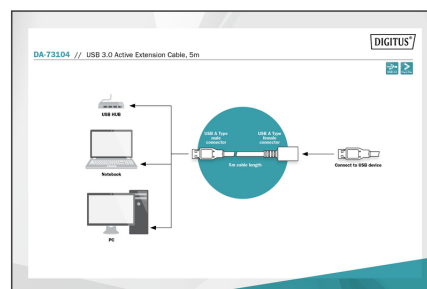 DIGITUS®
DA-73104 // USB 3.0 Active Extension Cable, 5m
USB HUB
USB A Type
male
connector
USB A Type
female
connector
5m cable length
Notebook
Connect to USB device
PC